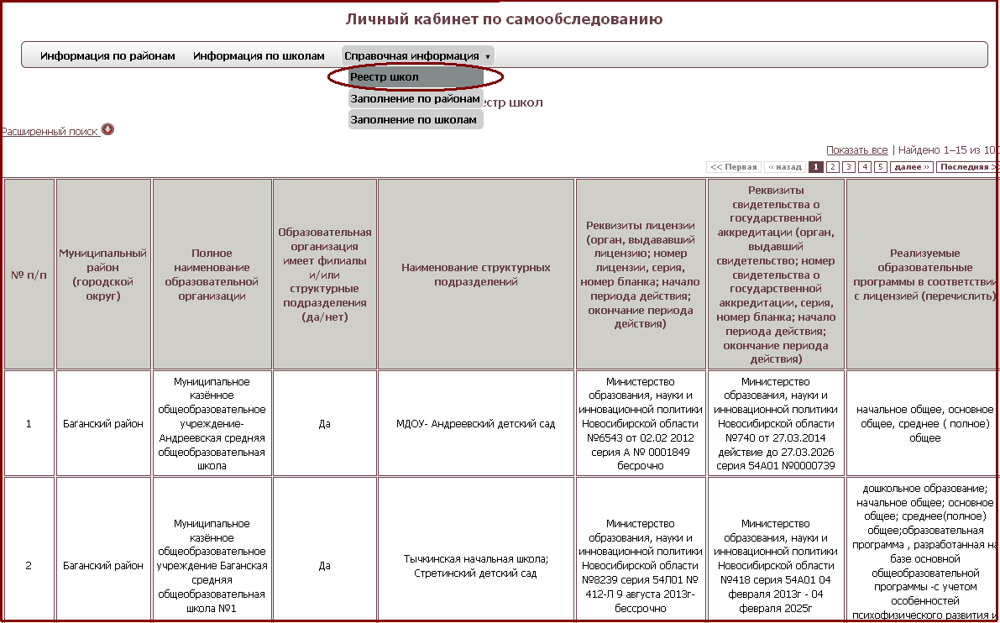 Личный кабинет по самообследованию
Информация по районам Информация по школам Справочная информация ▼
Реестр школ
Заполнение по районам
естр школ
Заполнение по школам
Расширенный поиск
Показать все | Найдено 1–15 из 10
<< Первая « назад 1 2 3 4 5 далее » Последняя >>
№ п/п
Муниципальный
район
(городской
округ)
Полное
наименование
образовательной
организации
Образовательная
организация
имеет филиалы
и/или
структурные
подразделения
(да/нет)
Наименование структурных
подразделений
Реквизиты лицензии
(орган, выдававший
лицензию; номер
лицензии, серия,
номер бланка; начало
периода действия;
окончание периода
действия)
Реквизиты
свидетельства о
государственной
аккредитации (орган,
выдавший
свидетельство; номер
свидетельства о
государственной
аккредитации, серия,
номер бланка; начало
периода действия;
окончание периода
действия)
Реализуемые
образовательные
программы в соответствии
с лицензией (перечислить)
1
Баганский район
Муниципальное
казённое
общеобразовательное
учреждение-
Андреевская средняя
общеобразовательная
школа
Да
МДОУ- Андреевский детский сад
Министерство
образования, науки и
инновационной политики
Новосибирской области
№6543 от 02.02 2012
серия А № 0001849
бесрочно
Министерство
образования, науки и
инновационной политики
Новосибирской области
№740 от 27.03.2014
действие до 27.03.2026
серия 54А01 №0000739
начальное общее, основное
общее, среднее ( полное)
общее
2
Баганский район
Муниципальное
казённое
общеобразовательное
учреждение Баганская
средняя
общеобразовательная
школа №1
Да
Тычкинская начальная школа;
Стретинский детский сад
Министерство
образования, науки и
инновационной политики
Новосибирской области
№8239 серия 54Л01 №
412-Л 9 августа 2013г-
бессрочно
Министерство
образования, науки и
инновационной политики
Новосибирской области
№418 серия 54А01 04
февраля 2013г - 04
февраля 2025г
дошкольное образование;
начальное общее; основное
общее; среднее(полное)
общее;образовательная
программа , разработанная на
базе основной
общеобразовательной
программы -с учетом
особенностей
психофизического развития и